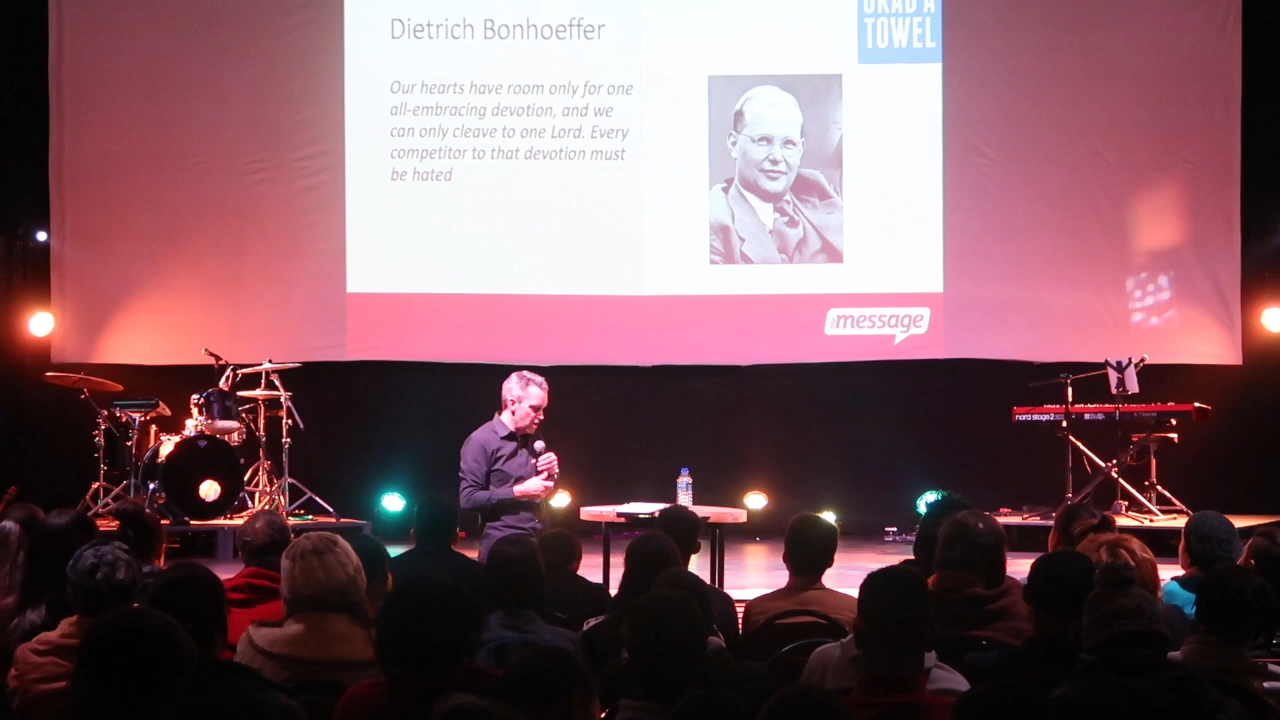 Dietrich Bonhoeffer
Our hearts have room only for one
all-embracing devotion, and we
can only cleave to one Lord. Every
competitor to that devotion must
be hated
TOWEL
message
nord stage 2